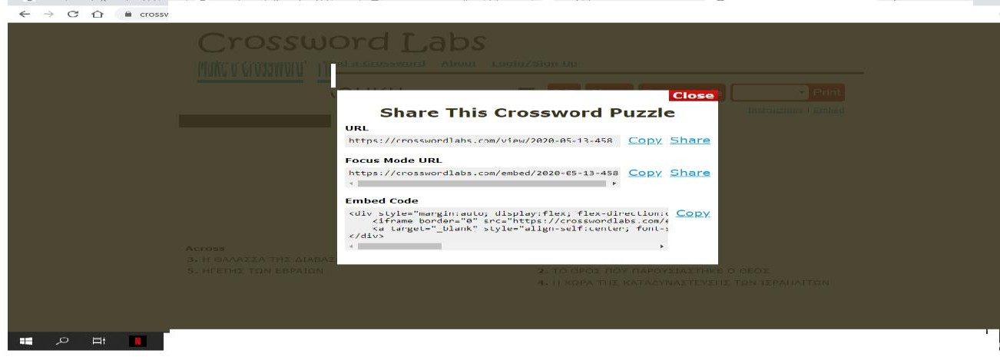 crossw
Crossword Labs
Make a Crossword
a Crossword About Login/Sign Up
Print
Close
Instructions | Embed
Share This Crossword Puzzle
URL
https://crosswordlabs.com/view/2020-05-13-458 Copy Share
Focus Mode URL
https://crosswordlabs.com/embed/2020-05-13-458 Copy Share
Embed Code
<div style="margin:auto; display:flex; flex-direction:c Copy
<iframe border="0" src="https://crosswordlabs.com/e
<a target="_blank" style="align-self:center; font-s
</div>
Across
3. Η ΘΑΛΑΣΣΑ ΤΗΣ ΔΙΑΒΑΣ
5. ΗΓΕΤΗΣ ΤΩΝ ΕΒΡΑΙΩΝ
2. ΤΟ ΟΡΟΣ ΠΟΥ ΠΑΡΟΥΣΙΑΣΤΗΚΕ Ο ΘΕΟΣ
4. Η ΧΩΡΑ ΤΗΣ ΚΑΤΑΔΥΝΑΣΤΕΥΣΗΣ ΤΩΝ ΙΣΡΑΗΛΙΤΩΝ
N